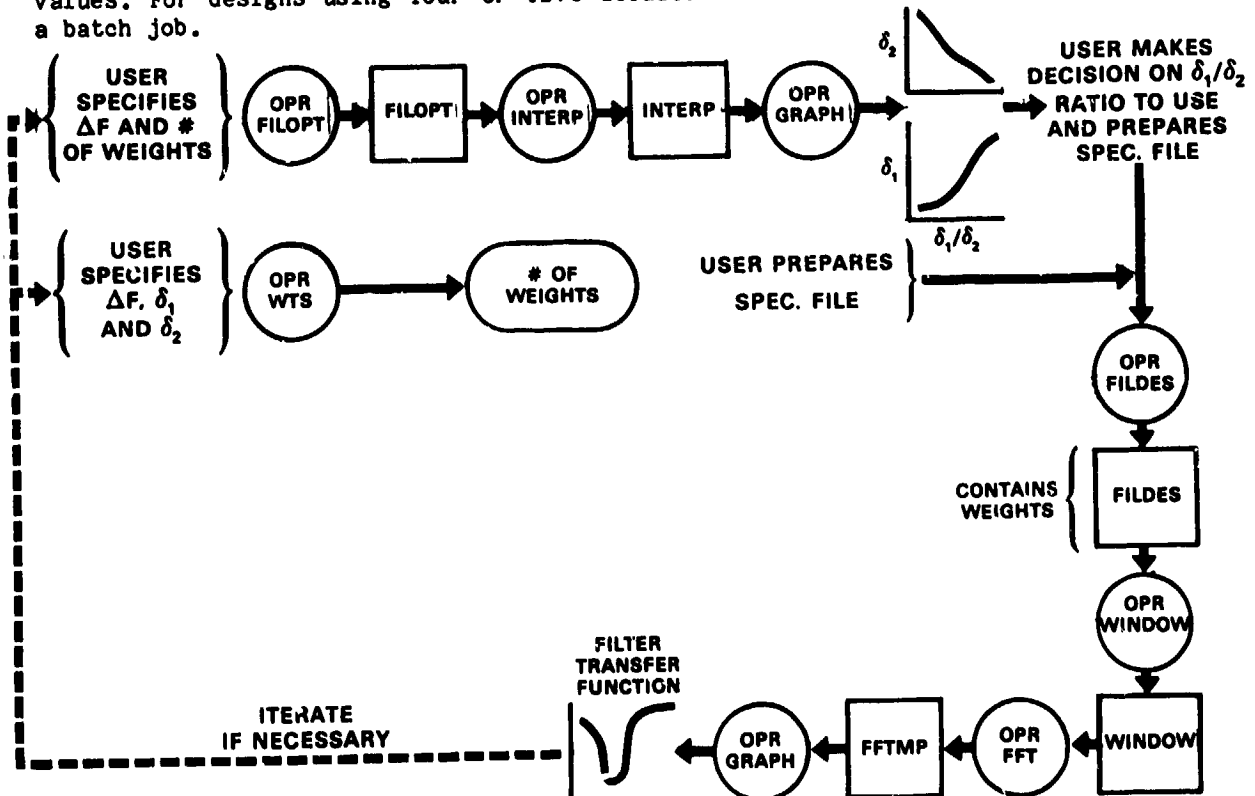 a batch job.
USER
SPECIFIES
ΔF AND #
OF WEIGHTS
OPR
FILOPT
FILOPT
OPR
INTERP
INTERP
OPR
GRAPH
δ₂
δ₁
δ₁/δ₂
USER MAKES
DECISION ON δ₁/δ₂
RATIO TO USE
AND PREPARES
SPEC. FILE
USER
SPECIFIES
ΔF, δ₁
AND δ₂
OPR
WTS
# OF
WEIGHTS
USER PREPARES
SPEC. FILE
OPR
FILDES
CONTAINS
WEIGHTS
FILDES
OPR
WINDOW
WINDOW
OPR
FFT
FFTMP
OPR
GRAPH
FILTER
TRANSFER
FUNCTION
ITERATE
IF NECESSARY